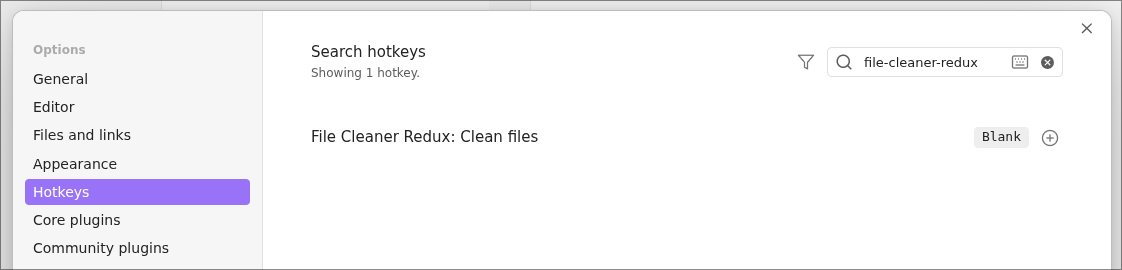 Options
General
Editor
Files and links
Appearance
Hotkeys
Core plugins
Community plugins
Search hotkeys
Showing 1 hotkey.
file-cleaner-redux
File Cleaner Redux: Clean files
Blank